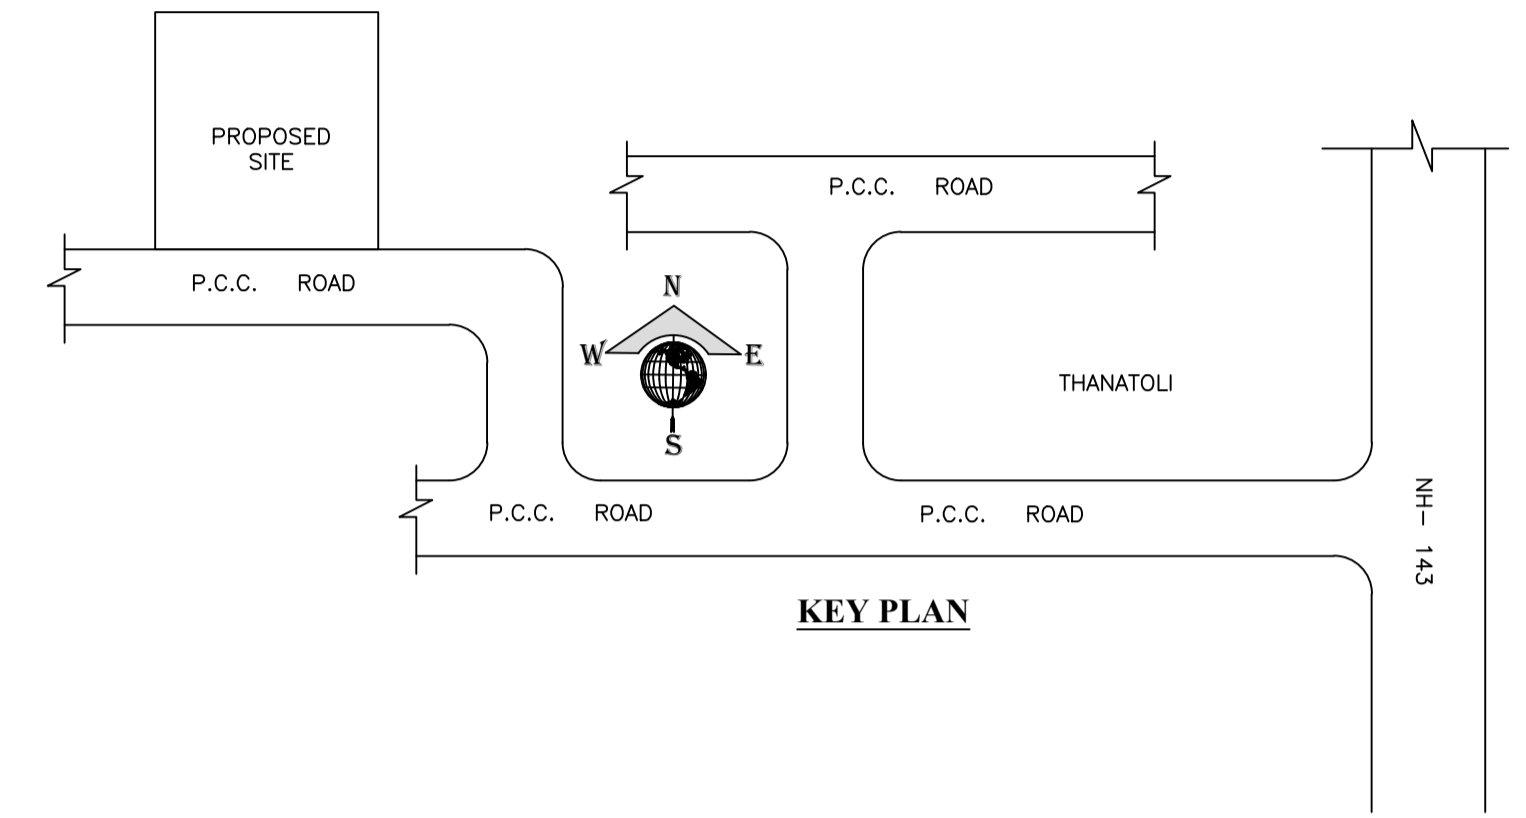 PROPOSED
SITE
P.C.C. ROAD
P.C.C. ROAD
N
W
E
S
THANATOLI
P.C.C. ROAD
P.C.C. ROAD
NH- 143
KEY PLAN